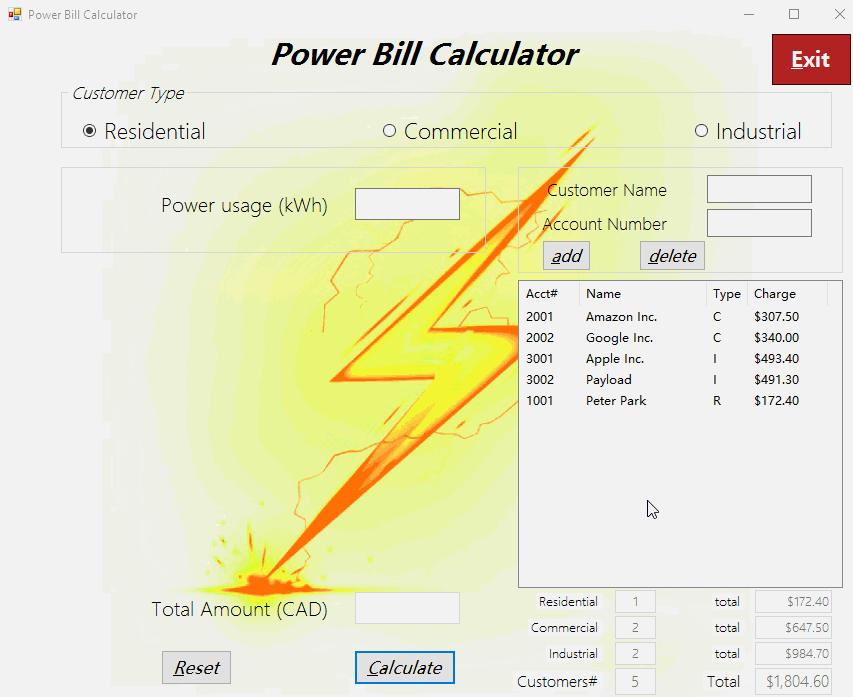 Power Bill Calculator
Power Bill Calculator
Exit
Customer Type
Residential Commercial Industrial
Power usage (kWh)
Customer Name
Account Number
add delete
Acct# Name Type Charge
2001 Amazon Inc. C $307.50
2002 Google Inc. C $340.00
3001 Apple Inc. I $493.40
3002 Payload I $491.30
1001 Peter Park R $172.40
Total Amount (CAD)
Reset Calculate
Residential 1 total $172.40
Commercial 2 total $647.50
Industrial 2 total $984.70
Customers# 5 Total $1,804.60